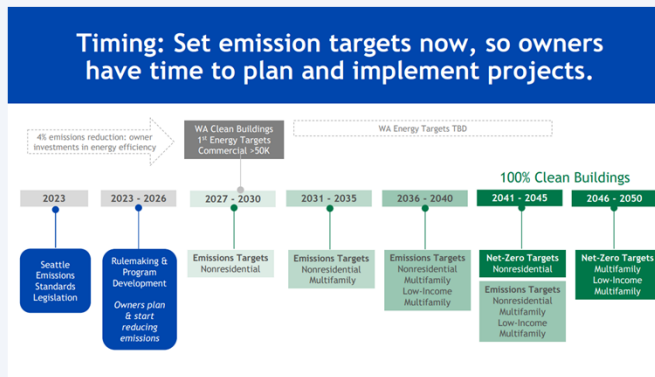 Timing: Set emission targets now, so owners
have time to plan and implement projects.
4% emissions reduction: owner
investments in energy efficiency
WA Clean Buildings
1st Energy Targets
Commercial >50K
WA Energy Targets TBD
100% Clean Buildings
2023
2023 - 2026
2027 - 2030
2031 - 2035
2036 - 2040
2041 - 2045
2046 - 2050
Seattle
Emissions
Standards
Legislation
Rulemaking &
Program
Development
Owners plan
& start
reducing
emissions
Emissions Targets
Nonresidential
Emissions Targets
Nonresidential
Multifamily
Emissions Targets
Nonresidential
Multifamily
Low-Income
Multifamily
Net-Zero Targets
Nonresidential
Emissions Targets
Nonresidential
Multifamily
Low-Income
Multifamily
Net-Zero Targets
Multifamily
Low-Income
Multifamily